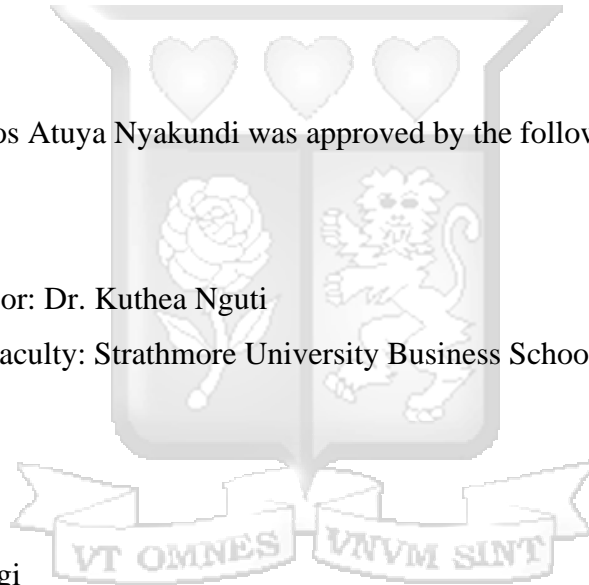 os Atuya Nyakundi was approved by the follow
or: Dr. Kuthea Nguti
aculty: Strathmore University Business Schoo
VT OMNES VNVM SINT
gi